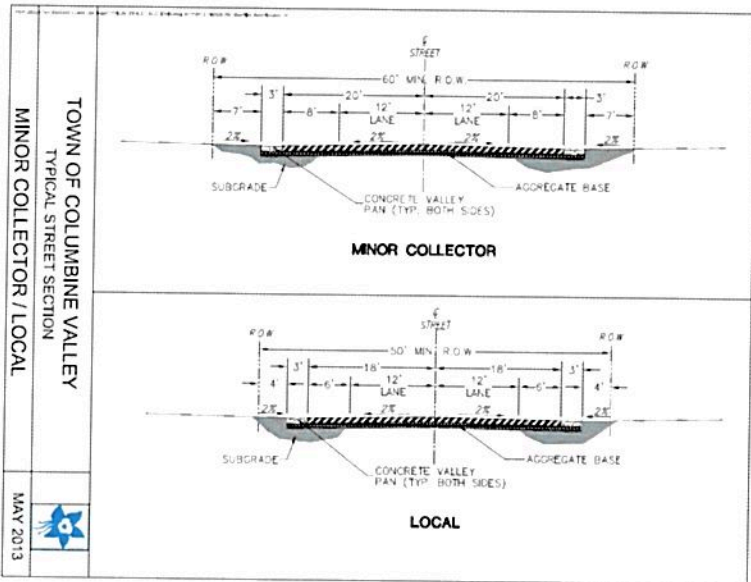 ℄
STREET
R.O.W
R.O.W
60' MIN. R.O.W.
3' 20' 20' 3'
7' 8' 12' LANE 12' LANE 8' 7'
2% 2% 2% 2%
SUBGRADE
CONCRETE VALLEY
PAN (TYP. BOTH SIDES)
AGGREGATE BASE
MINOR COLLECTOR
℄
STREET
R.O.W
R.O.W
50' MIN. R.O.W.
3' 18' 18' 3'
4' 6' 12' LANE 12' LANE 6' 4'
2% 2% 2% 2%
SUBGRADE
CONCRETE VALLEY
PAN (TYP. BOTH SIDES)
AGGREGATE BASE
LOCAL
TOWN OF COLUMBINE VALLEY
TYPICAL STREET SECTION
MINOR COLLECTOR / LOCAL
MAY 2013